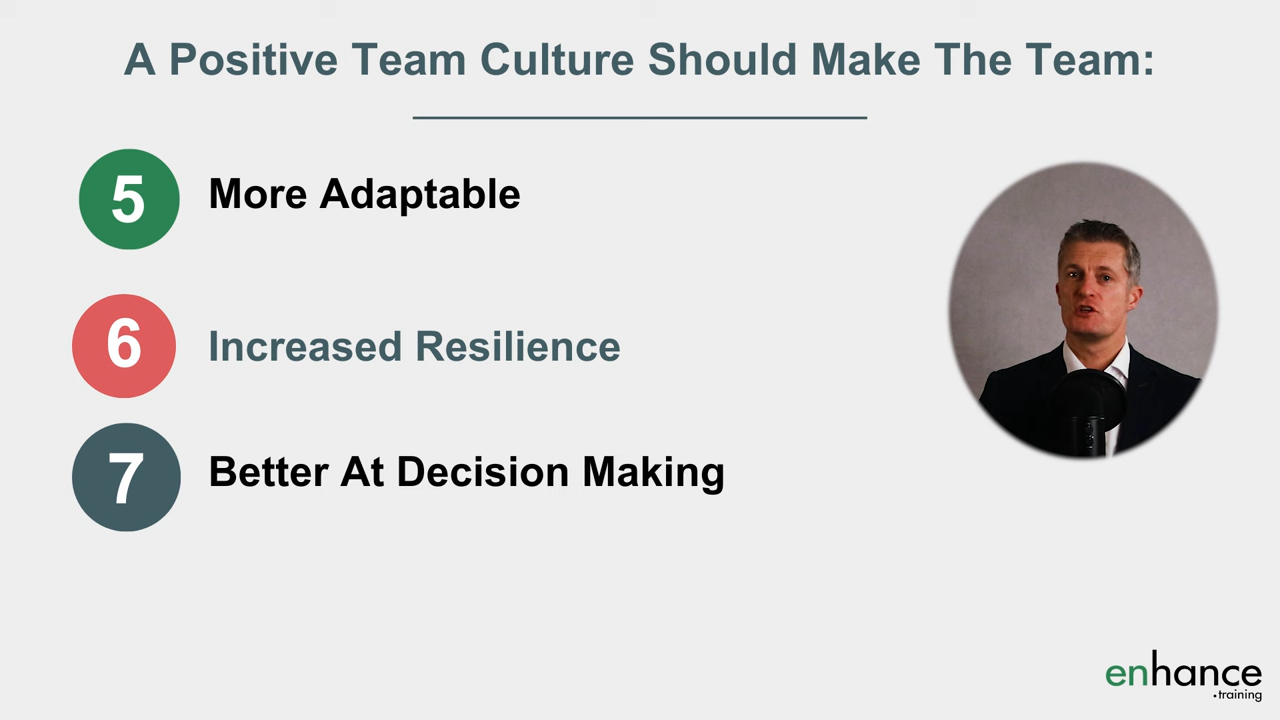 A Positive Team Culture Should Make The Team:
5 More Adaptable
6 Increased Resilience
7 Better At Decision Making
enhance
.training